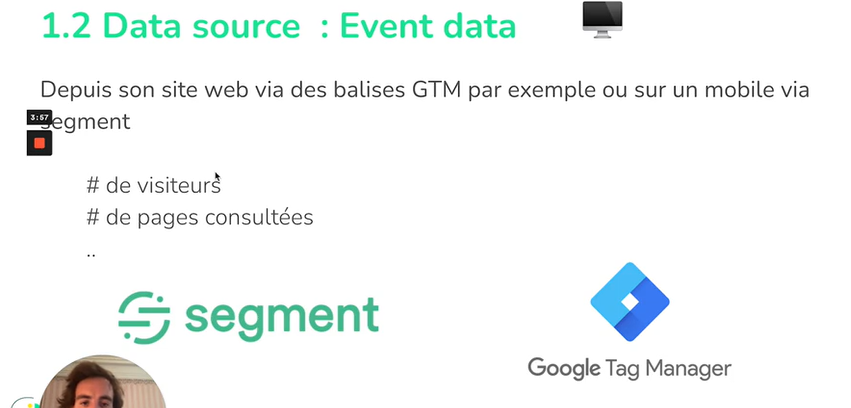 1.2 Data source : Event data
Depuis son site web via des balises GTM par exemple ou sur un mobile via
segment
3:57
# de visiteurs
# de pages consultées
..
segment
Google Tag Manager